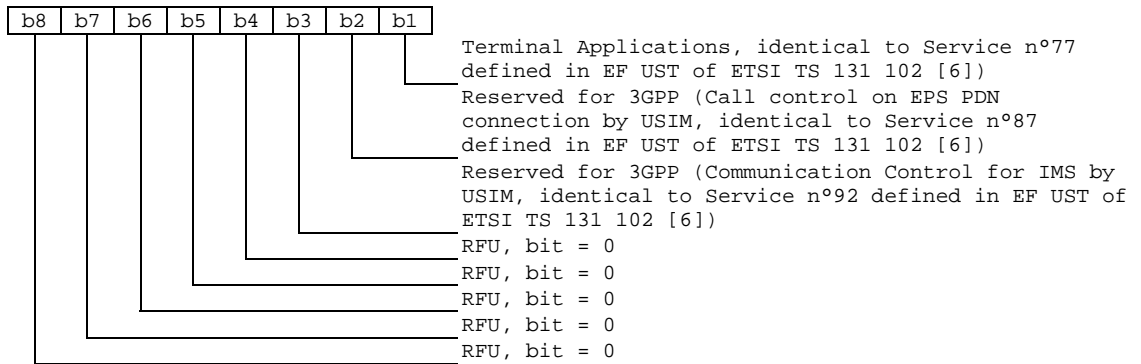 b8 b7 b6 b5 b4 b3 b2 b1
Terminal Applications, identical to Service n°77
defined in EF UST of ETSI TS 131 102 [6])
Reserved for 3GPP (Call control on EPS PDN
connection by USIM, identical to Service n°87
defined in EF UST of ETSI TS 131 102 [6])
Reserved for 3GPP (Communication Control for IMS by
USIM, identical to Service n°92 defined in EF UST of
ETSI TS 131 102 [6])
RFU, bit = 0
RFU, bit = 0
RFU, bit = 0
RFU, bit = 0
RFU, bit = 0